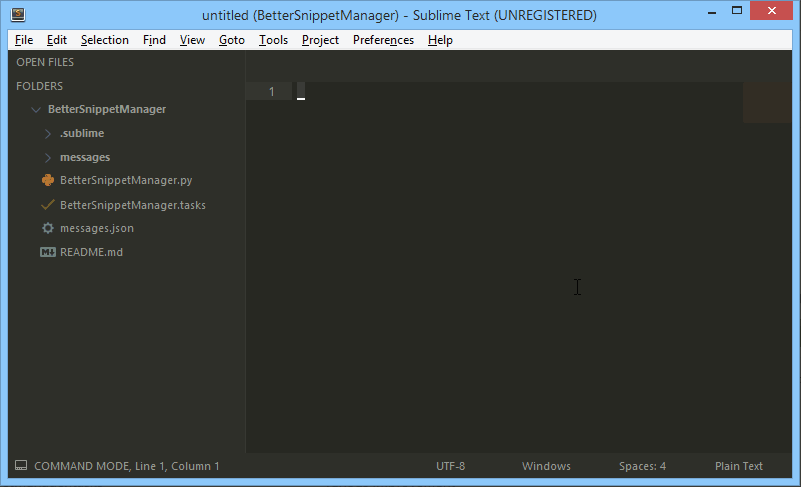 untitled (BetterSnippetManager) - Sublime Text (UNREGISTERED)
File Edit Selection Find View Goto Tools Project Preferences Help
OPEN FILES
FOLDERS
BetterSnippetManager
.sublime
messages
BetterSnippetManager.py
BetterSnippetManager.tasks
messages.json
README.md
1
COMMAND MODE, Line 1, Column 1 UTF-8 Windows Spaces: 4 Plain Text